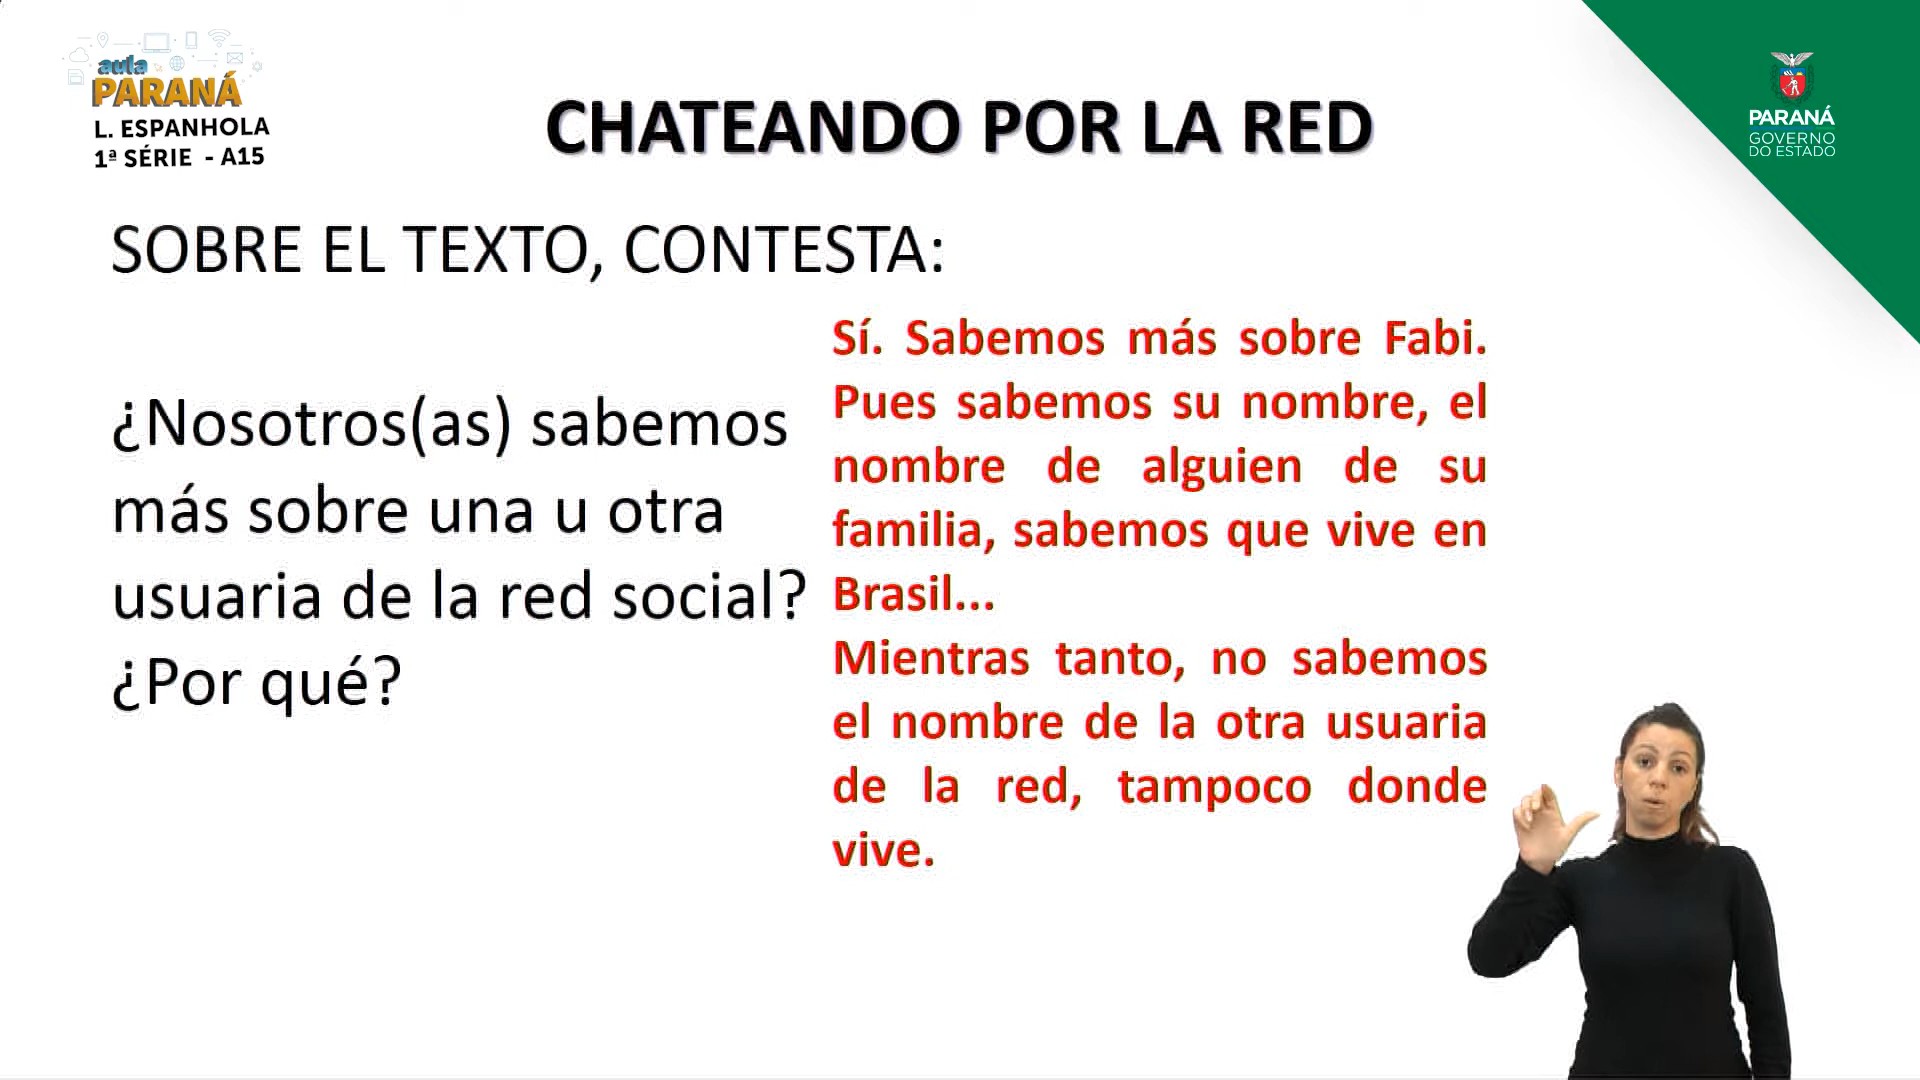 aula
PARANÁ
L. ESPANHOLA
1ª SÉRIE - A15
CHATEANDO POR LA RED
PARANÁ
GOVERNO
DO ESTADO
SOBRE EL TEXTO, CONTESTA:
¿Nosotros(as) sabemos
más sobre una u otra
usuaria de la red social?
¿Por qué?
Sí. Sabemos más sobre Fabi.
Pues sabemos su nombre, el
nombre de alguien de su
familia, sabemos que vive en
Brasil...
Mientras tanto, no sabemos
el nombre de la otra usuaria
de la red, tampoco donde
vive.